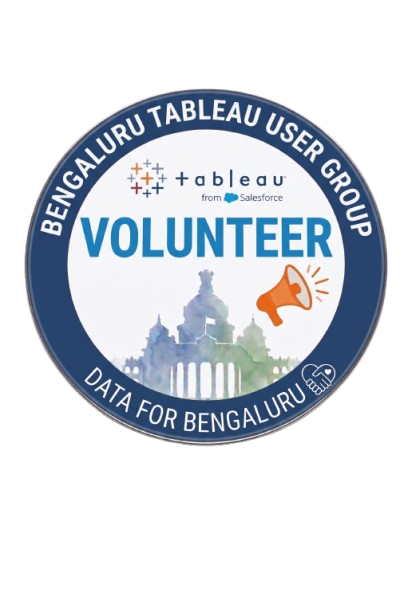 BENGALURU TABLEAU USER GROUP
+ableau
from Salesforce
VOLUNTEER
DATA FOR BENGALURU